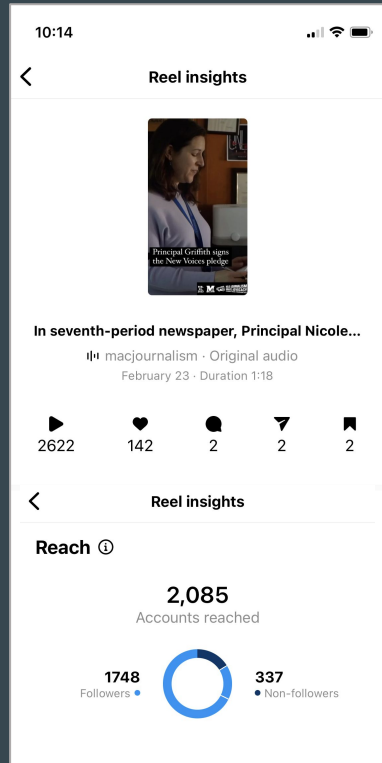 10:14
Reel insights
Principal Griffith signs
the New Voices pledge
In seventh-period newspaper, Principal Nicole...
macjournalism · Original audio
February 23 · Duration 1:18
2622 142 2 2 2
Reel insights
Reach
2,085
Accounts reached
1748 337
Followers Non-followers